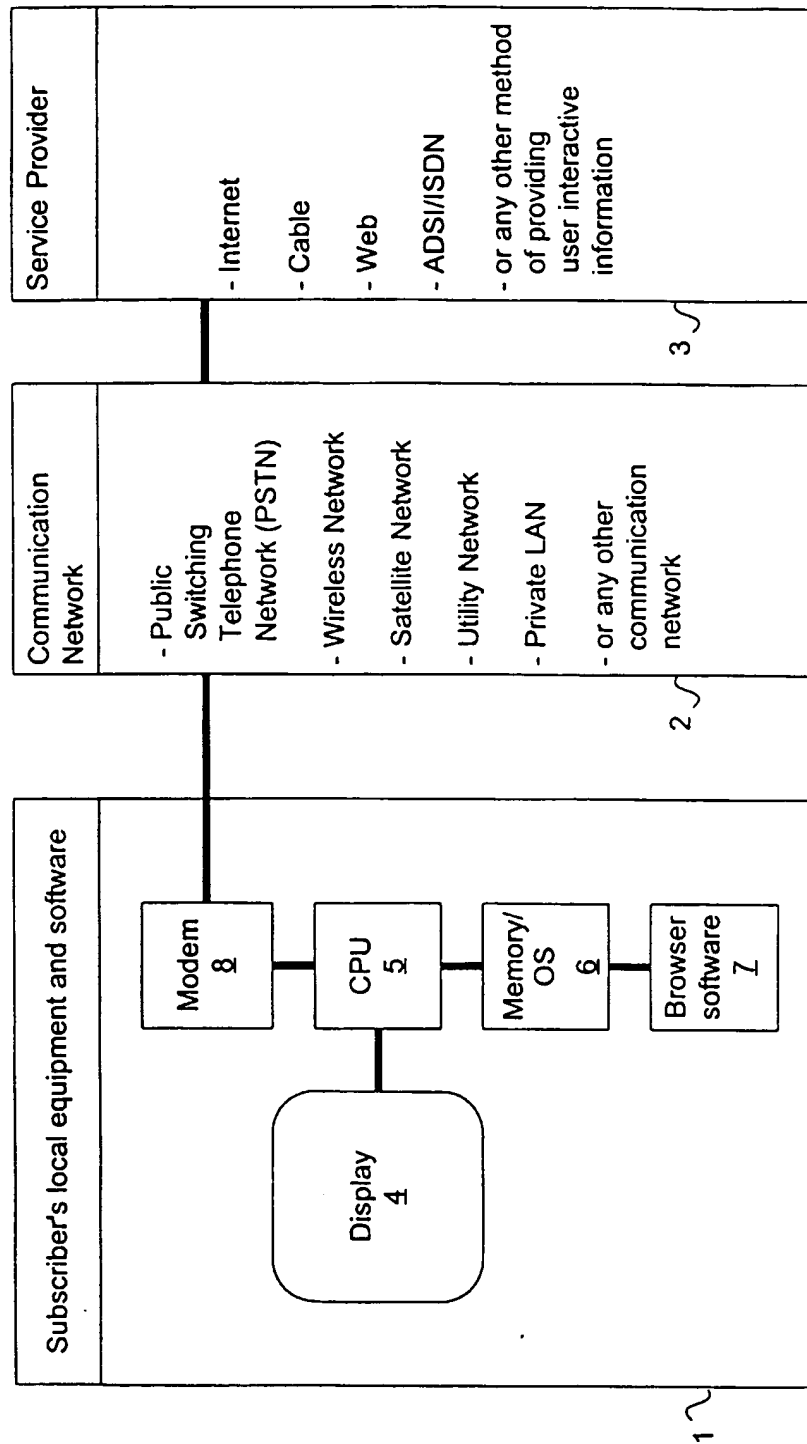 Subscriber's local equipment and software
Display
4
Modem
8
CPU
5
Memory/
OS
6
Browser
software
7
1
Communication
Network
- Public
Switching
Telephone
Network (PSTN)
- Wireless Network
- Satellite Network
- Utility Network
- Private LAN
- or any other
communication
network
2
Service Provider
- Internet
- Cable
- Web
- ADSI/ISDN
- or any other method
of providing
user interactive
information
3